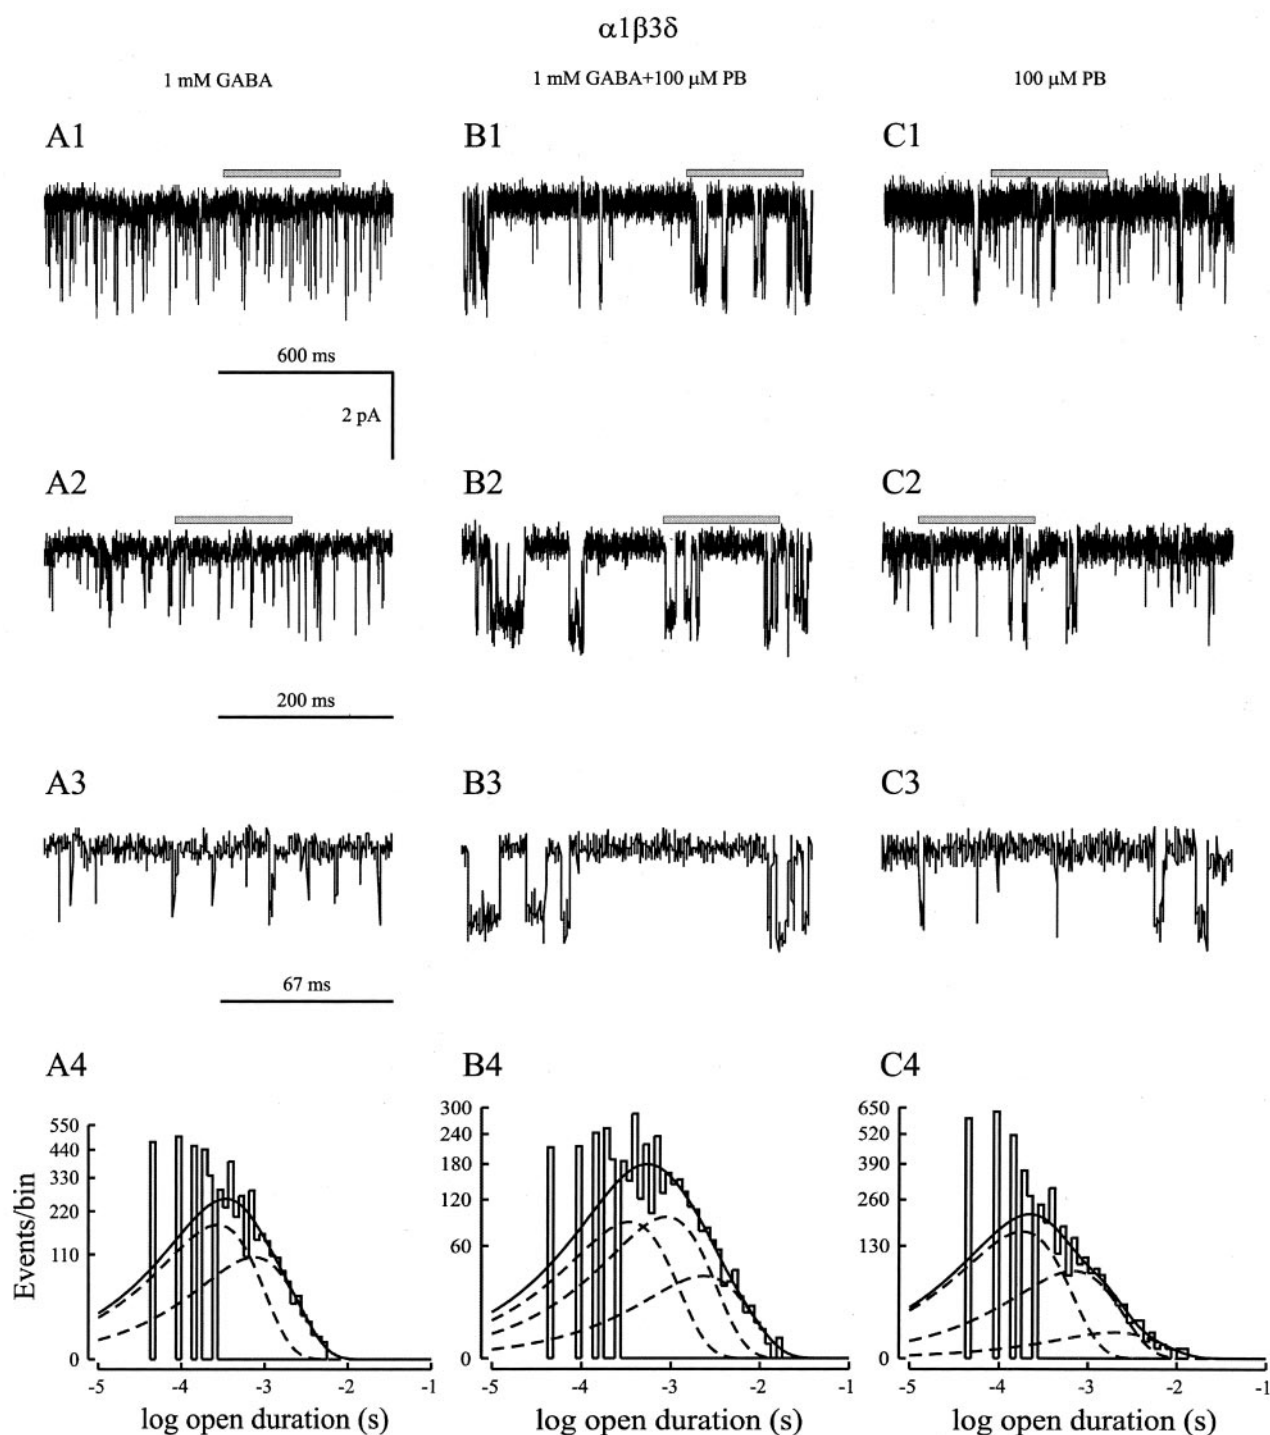 α1β3δ
1 mM GABA
1 mM GABA+100 μM PB
100 μM PB
A1
B1
C1
600 ms
2 pA
A2
B2
C2
200 ms
A3
B3
C3
67 ms
A4
B4
C4
550
440
330
220
110
0
300
240
180
120
60
0
650
520
390
260
130
0
Events/bin
-5 -4 -3 -2 -1
-5 -4 -3 -2 -1
-5 -4 -3 -2 -1
log open duration (s)
log open duration (s)
log open duration (s)